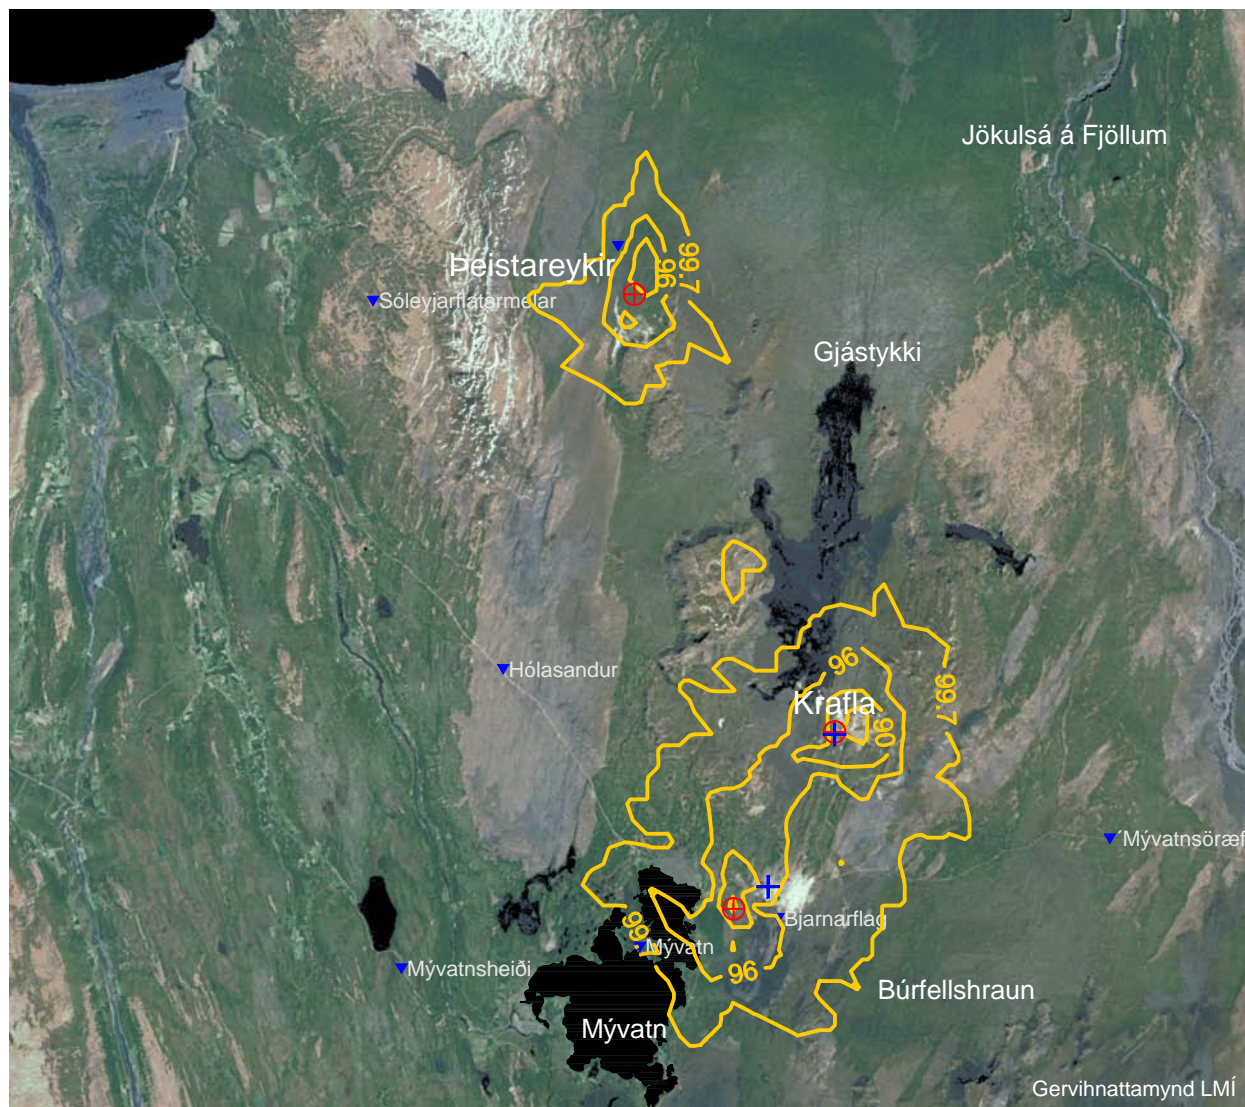 Jökulsá á Fjöllum
99.7
Þeistareykir
96
Sóleyjarflatarmelar
Gjástykki
96
Hólasandur
99.7
Krafla
90
´Mývatnsöræf
Bjarnarflag
99.
Mývatn
Mývatnsheiði
96
Búrfellshraun
Mývatn
Gervihnattamynd LMÍ